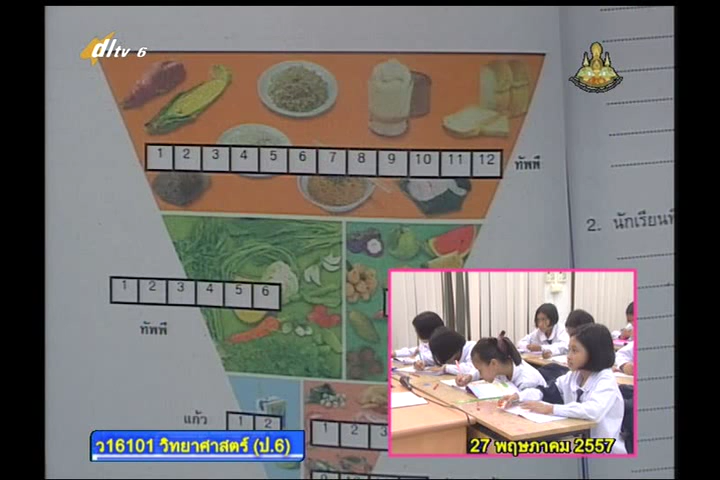 dltv 6
1 2 3 4 5 6 7 8 9 10 11 12 ทัพพี
2. นักเรียนที่
1 2 3 4 5 6
ทัพพี
แก้ว 1 2
1 2 3
ว16101 วิทยาศาสตร์ (ป.6)
27 พฤษภาคม 2557